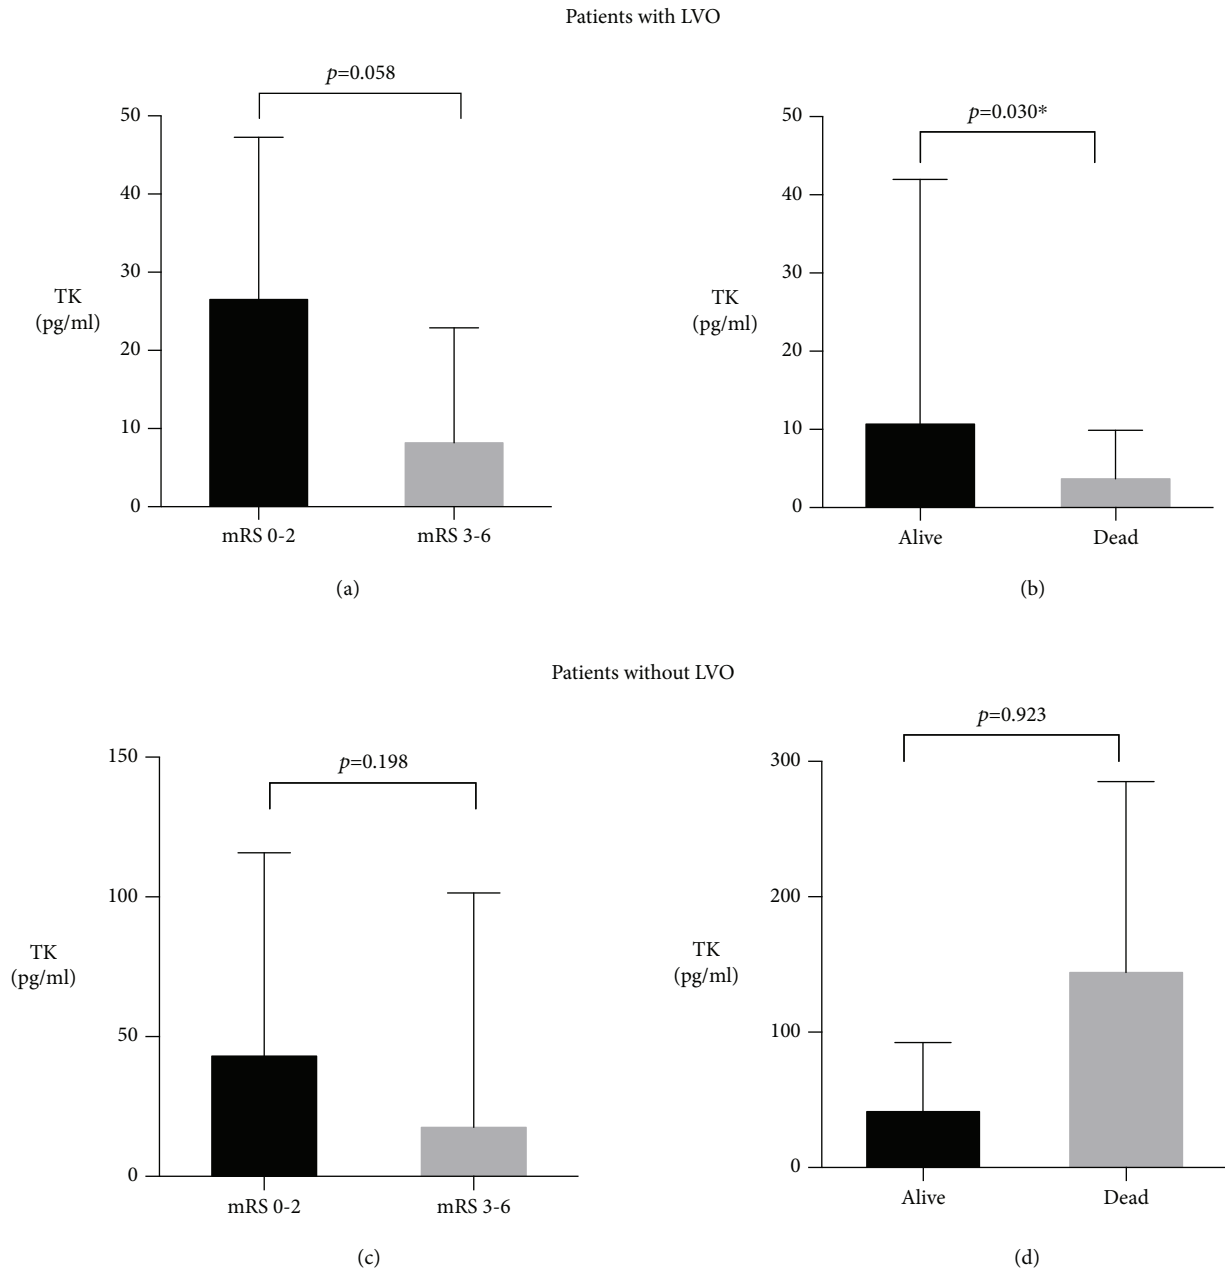 Patients with LVO
p=0.058
50
40
30
20
10
0
TK
(pg/ml)
mRS 0-2
mRS 3-6
(a)
p=0.030*
50
40
30
20
10
0
TK
(pg/ml)
Alive
Dead
(b)
Patients without LVO
p=0.198
150
100
50
0
TK
(pg/ml)
mRS 0-2
mRS 3-6
(c)
p=0.923
300
200
100
0
TK
(pg/ml)
Alive
Dead
(d)